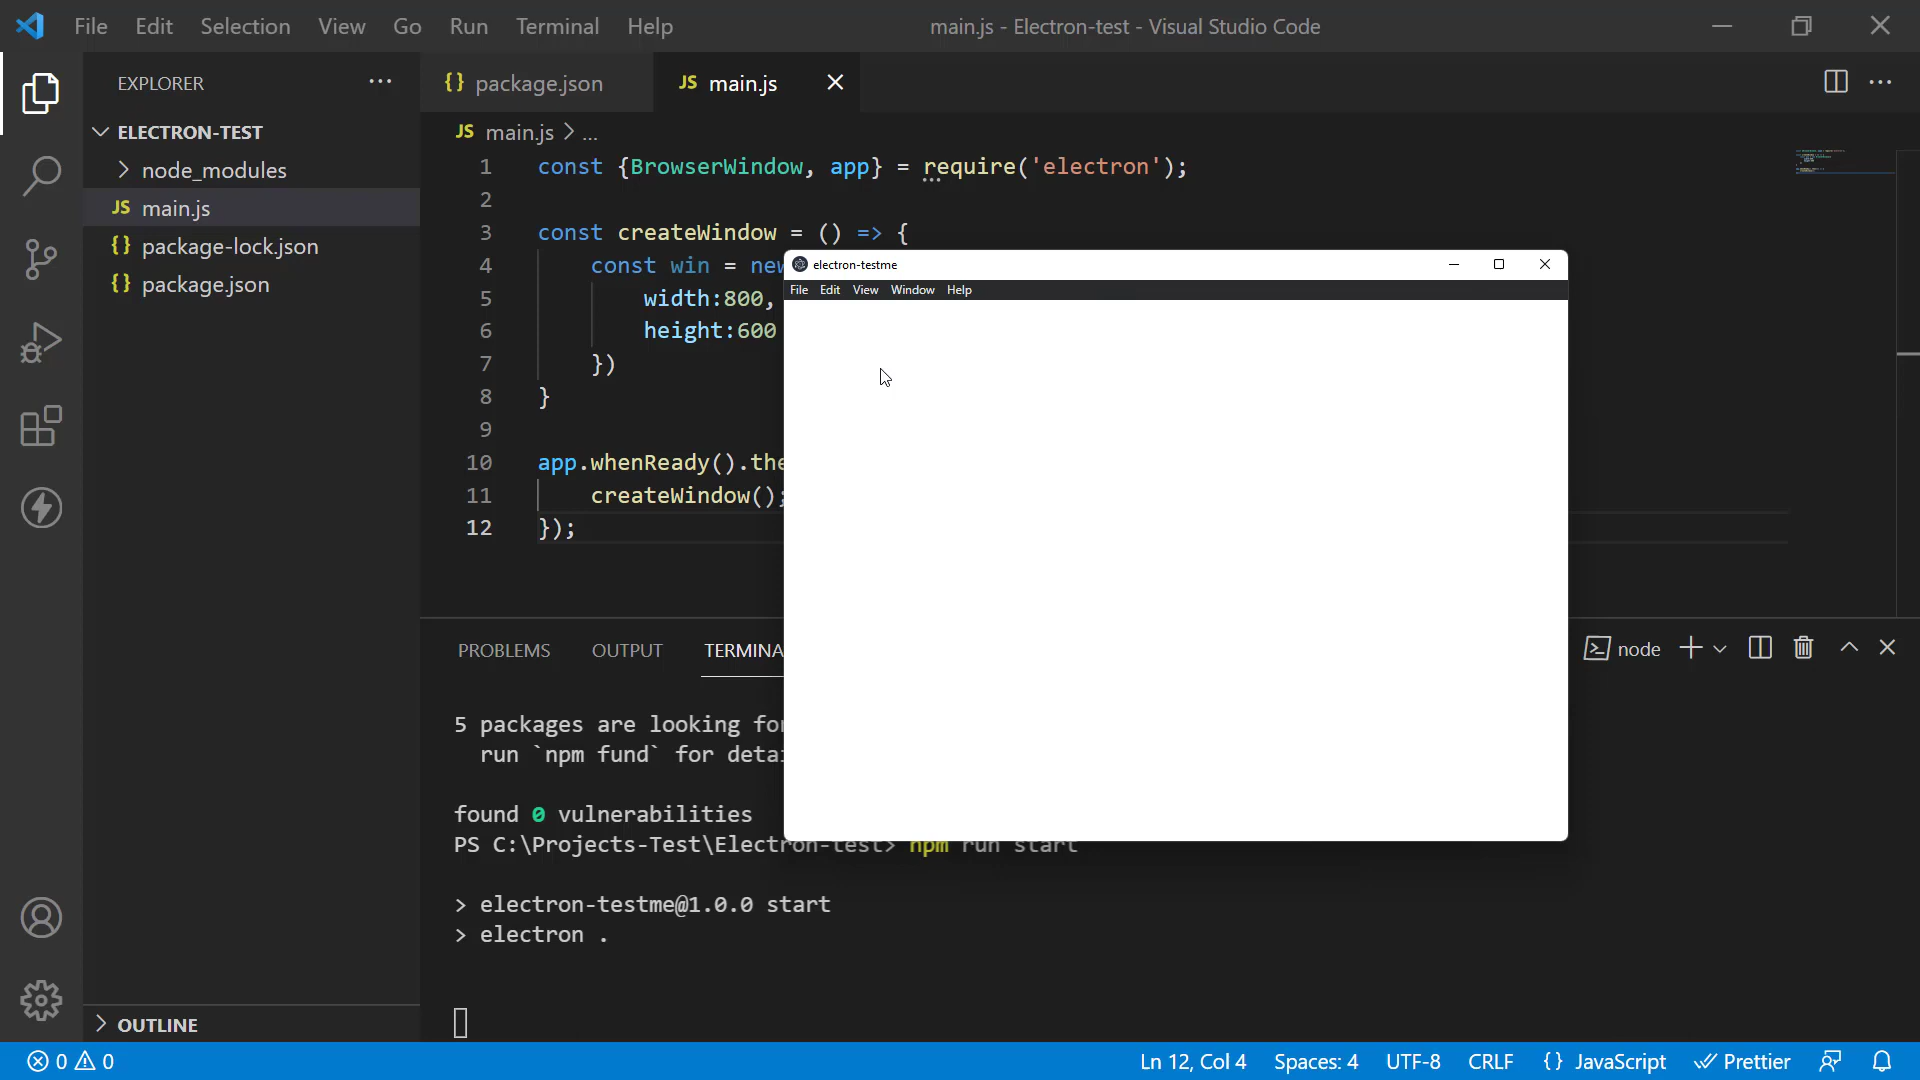 File Edit Selection View Go Run Terminal Help main.js - Electron-test - Visual Studio Code
EXPLORER
ELECTRON-TEST
node_modules
JS main.js
{} package-lock.json
{} package.json
OUTLINE
{} package.json JS main.js
JS main.js > ...
1 const {BrowserWindow, app} = require('electron');
2
3 const createWindow = () => {
4 const win = new
5 width:800,
6 height:600
7 })
8 }
9
10 app.whenReady().the
11 createWindow();
12 });
electron-testme
File Edit View Window Help
PROBLEMS OUTPUT TERMINA
node
5 packages are looking for
run `npm fund` for detai
found 0 vulnerabilities
PS C:\Projects-Test\Electron-test> npm run start
> electron-testme@1.0.0 start
> electron .
0 0 Ln 12, Col 4 Spaces: 4 UTF-8 CRLF {} JavaScript Prettier